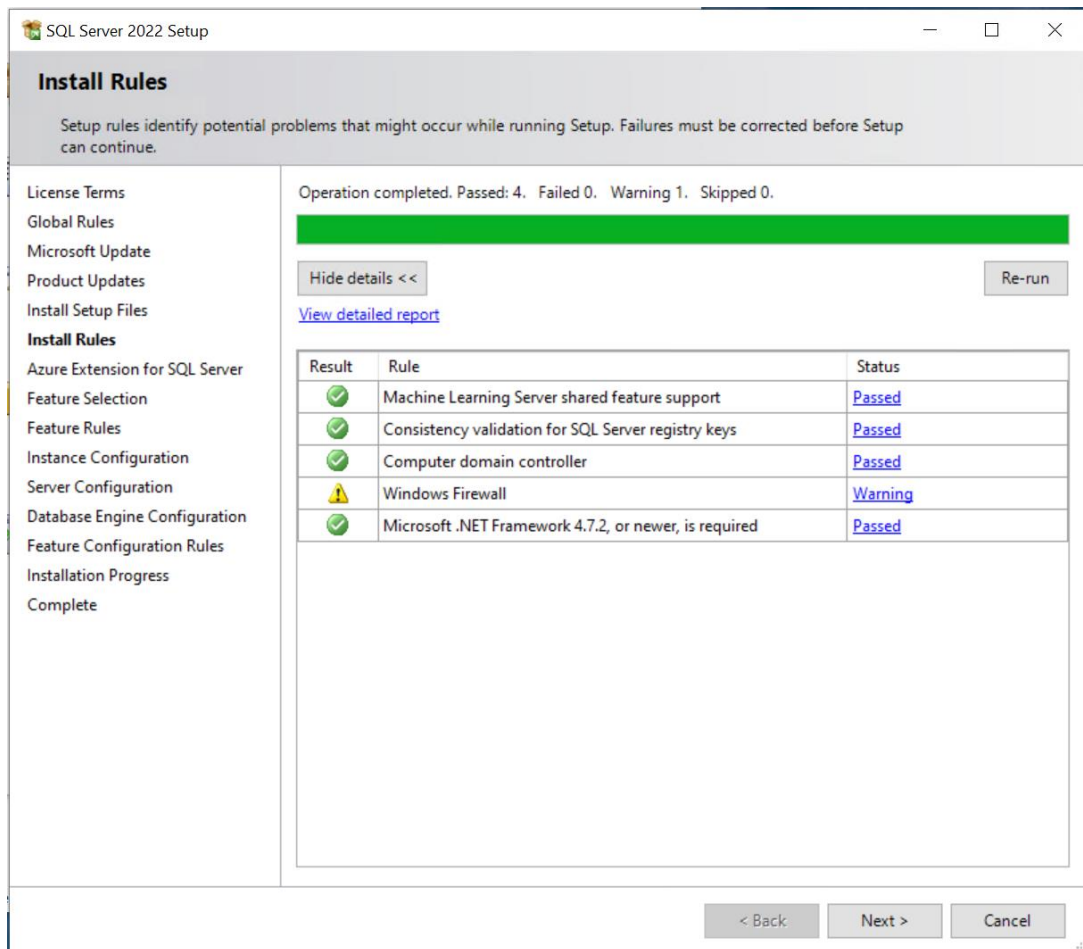 SQL Server 2022 Setup
Install Rules
Setup rules identify potential problems that might occur while running Setup. Failures must be corrected before Setup
can continue.
License Terms
Global Rules
Microsoft Update
Product Updates
Install Setup Files
Install Rules
Azure Extension for SQL Server
Feature Selection
Feature Rules
Instance Configuration
Server Configuration
Database Engine Configuration
Feature Configuration Rules
Installation Progress
Complete
Operation completed. Passed: 4. Failed 0. Warning 1. Skipped 0.
Hide details <<
Re-run
View detailed report
Result Rule Status
Machine Learning Server shared feature support Passed
Consistency validation for SQL Server registry keys Passed
Computer domain controller Passed
Windows Firewall Warning
Microsoft .NET Framework 4.7.2, or newer, is required Passed
< Back Next > Cancel